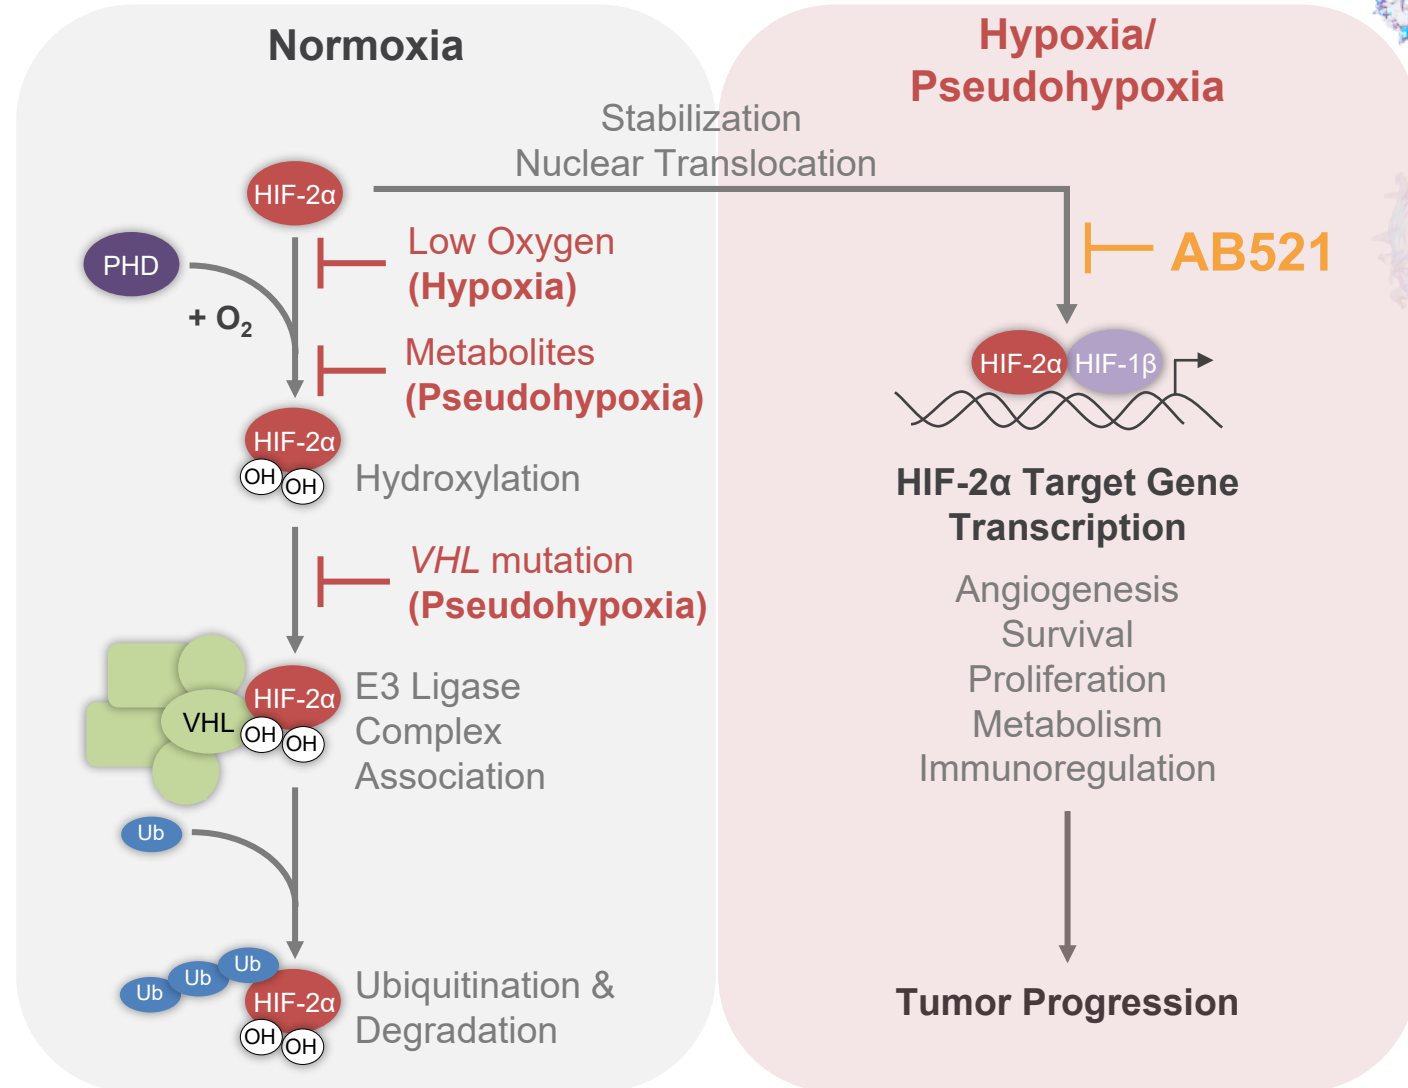 Normoxia
Hypoxia/
Pseudohypoxia
Stabilization
Nuclear Translocation
HIF-2α
PHD
+ O₂
Low Oxygen
(Hypoxia)
Metabolites
(Pseudohypoxia)
HIF-2α
OH
OH
Hydroxylation
VHL mutation
(Pseudohypoxia)
VHL
HIF-2α
OH
OH
E3 Ligase
Complex
Association
Ub
Ub
Ub
Ub
HIF-2α
OH
OH
Ubiquitination &
Degradation
AB521
HIF-2α
HIF-1β
HIF-2α Target Gene
Transcription
Angiogenesis
Survival
Proliferation
Metabolism
Immunoregulation
Tumor Progression